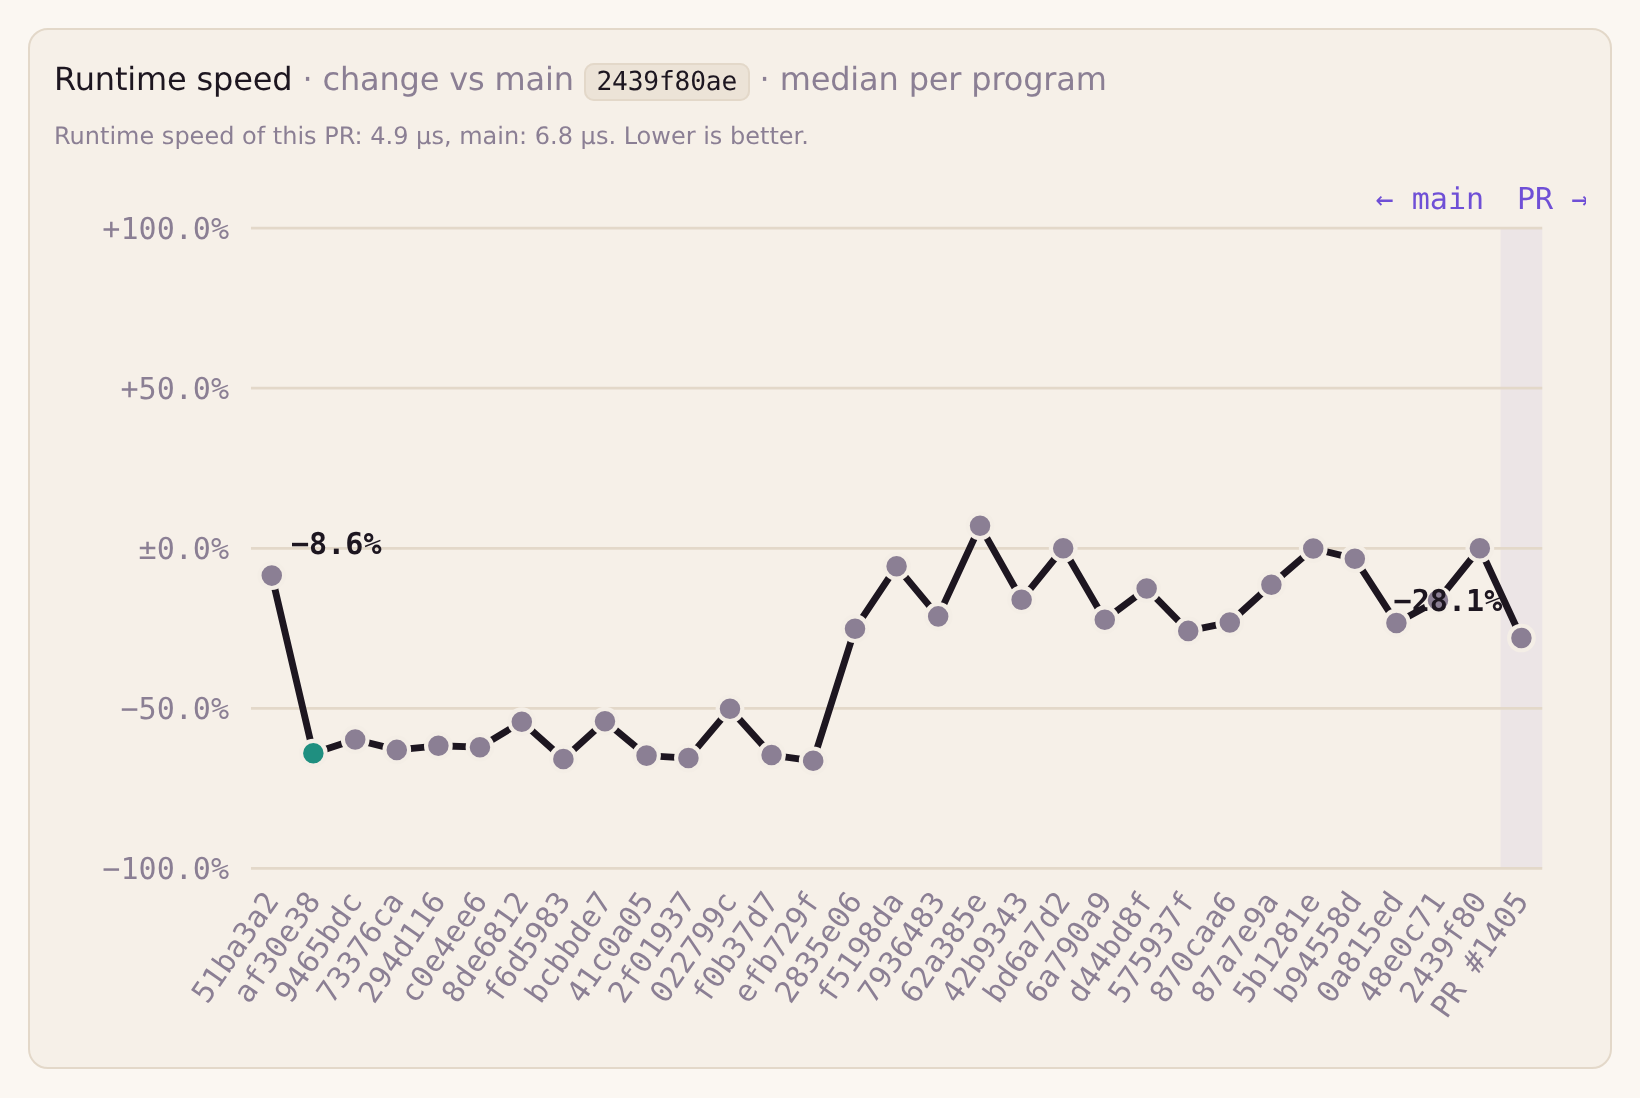 Runtime speed · change vs main 2439f80ae · median per program
Runtime speed of this PR: 4.9 µs, main: 6.8 µs. Lower is better.
← main PR →
+100.0%
+50.0%
±0.0%
−50.0%
−100.0%
−8.6%
−28.1%
51ba3a2
af30e38
9465bdc
73376ca
294d116
c0e4ee6
8de6812
f6d5983
bcbbde7
41c0a05
2f01937
022799c
f0b37d7
efb729f
2835e06
f5198da
7936483
62a385e
42b9343
bd6a7d2
6a790a9
d44bd8f
575937f
870caa6
87a7e9a
5b1281e
b94558d
0a815ed
48e0c71
2439f80
PR #1405